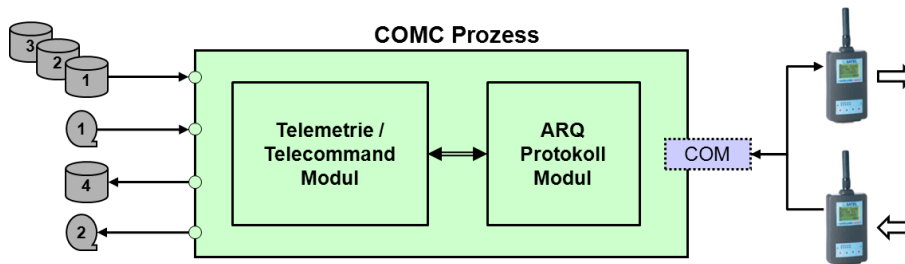 COMC Prozess
3
2
1
1
4
2
Telemetrie /
Telecommand
Modul
ARQ
Protokoll
Modul
COM